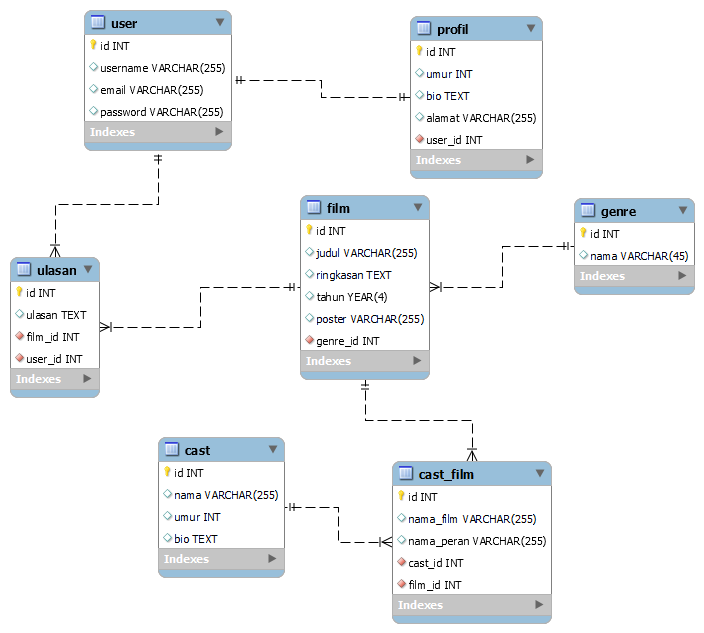 user
id INT
username VARCHAR(255)
email VARCHAR(255)
password VARCHAR(255)
Indexes
profil
id INT
umur INT
bio TEXT
alamat VARCHAR(255)
user_id INT
Indexes
film
id INT
judul VARCHAR(255)
ringkasan TEXT
tahun YEAR(4)
poster VARCHAR(255)
genre_id INT
Indexes
genre
id INT
nama VARCHAR(45)
Indexes
ulasan
id INT
ulasan TEXT
film_id INT
user_id INT
Indexes
cast
id INT
nama VARCHAR(255)
umur INT
bio TEXT
Indexes
cast_film
id INT
nama_film VARCHAR(255)
nama_peran VARCHAR(255)
cast_id INT
film_id INT
Indexes